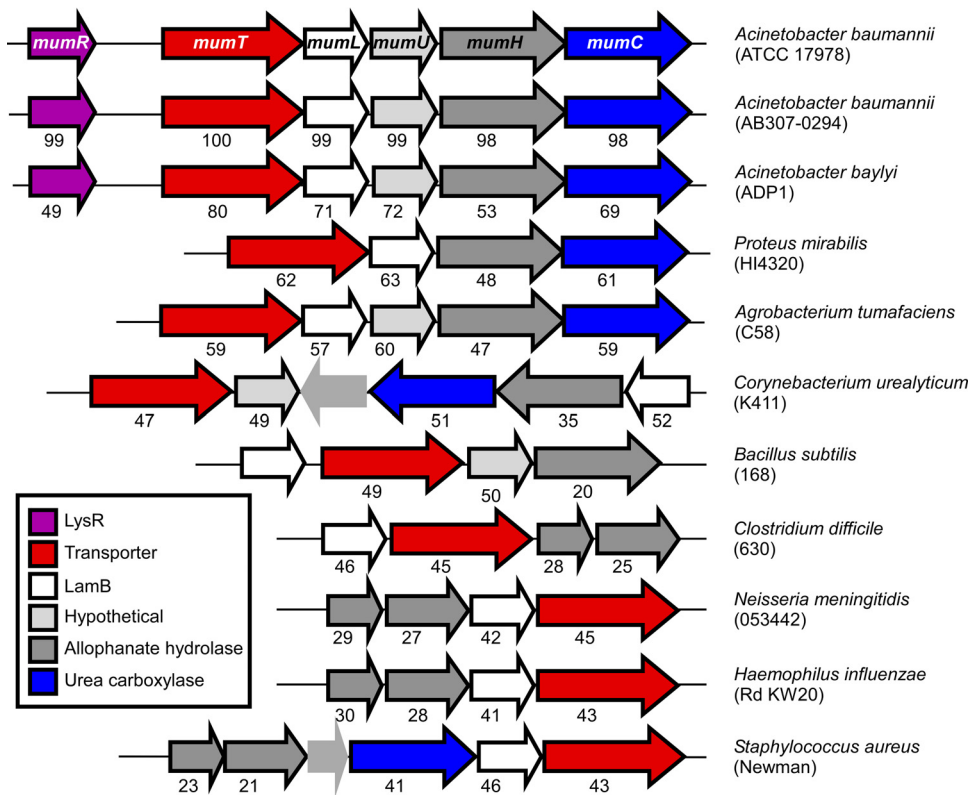 mumR mumT mumL mumU mumH mumC
Acinetobacter baumannii
(ATCC 17978)
Acinetobacter baumannii
(AB307-0294)
99 100 99 99 98 98
Acinetobacter baylyi
(ADP1)
49 80 71 72 53 69
Proteus mirabilis
(HI4320)
62 63 48 61
Agrobacterium tumafaciens
(C58)
59 57 60 47 59
Corynebacterium urealyticum
(K411)
47 49 51 35 52
Bacillus subtilis
(168)
49 50 20
Clostridium difficile
(630)
46 45 28 25
Neisseria meningitidis
(053442)
29 27 42 45
Haemophilus influenzae
(Rd KW20)
30 28 41 43
Staphylococcus aureus
(Newman)
23 21 41 46 43
LysR
Transporter
LamB
Hypothetical
Allophanate hydrolase
Urea carboxylase